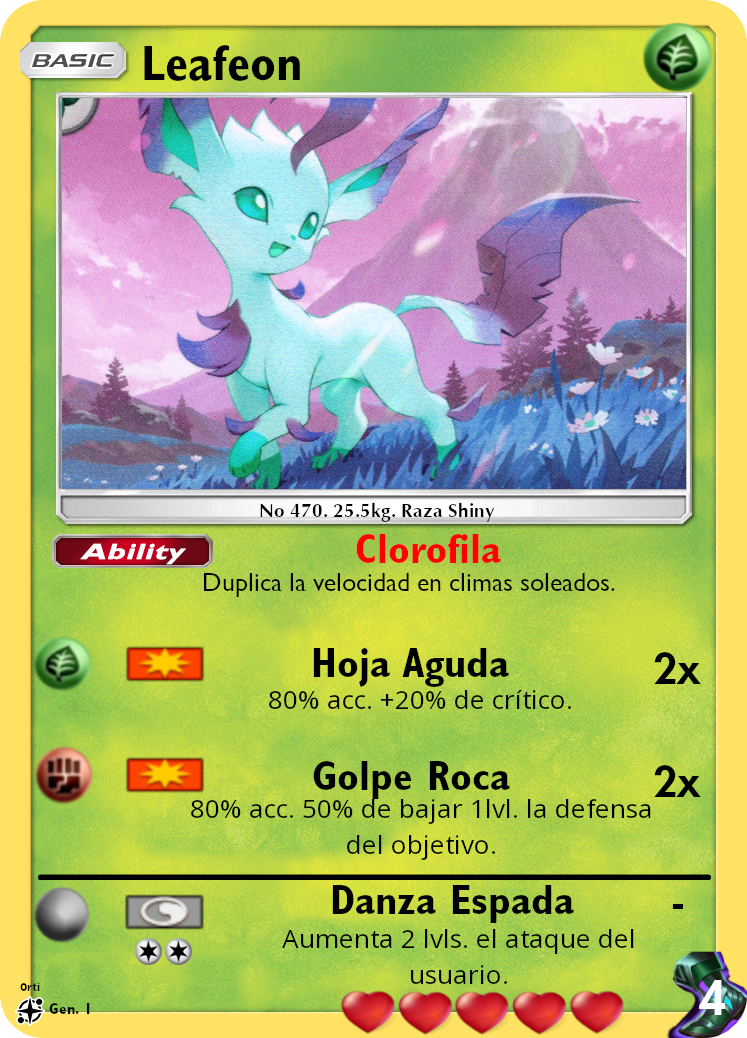 BASIC Leafeon
No 470. 25.5kg. Raza Shiny
Ability Clorofila
Duplica la velocidad en climas soleados.
Hoja Aguda 2x
80% acc. +20% de crítico.
Golpe Roca 2x
80% acc. 50% de bajar 1lvl. la defensa
del objetivo.
Danza Espada -
Aumenta 2 lvls. el ataque del
usuario.
Orti
Gen. I
4